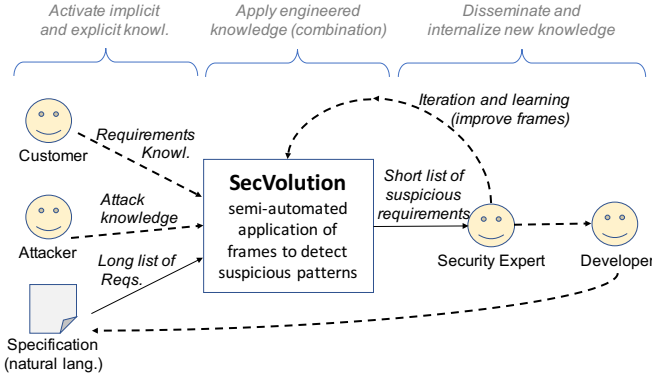 Activate implicit
and explicit knowl.
Apply engineered
knowledge (combination)
Disseminate and
internalize new knowledge
Customer
Requirements
Knowl.
Iteration and learning
(improve frames)
Attacker
Attack
knowledge
SecVolution
semi-automated
application of
frames to detect
suspicious patterns
Short list of
suspicious
requirements
Security Expert
Developer
Long list of
Reqs.
Specification
(natural lang.)